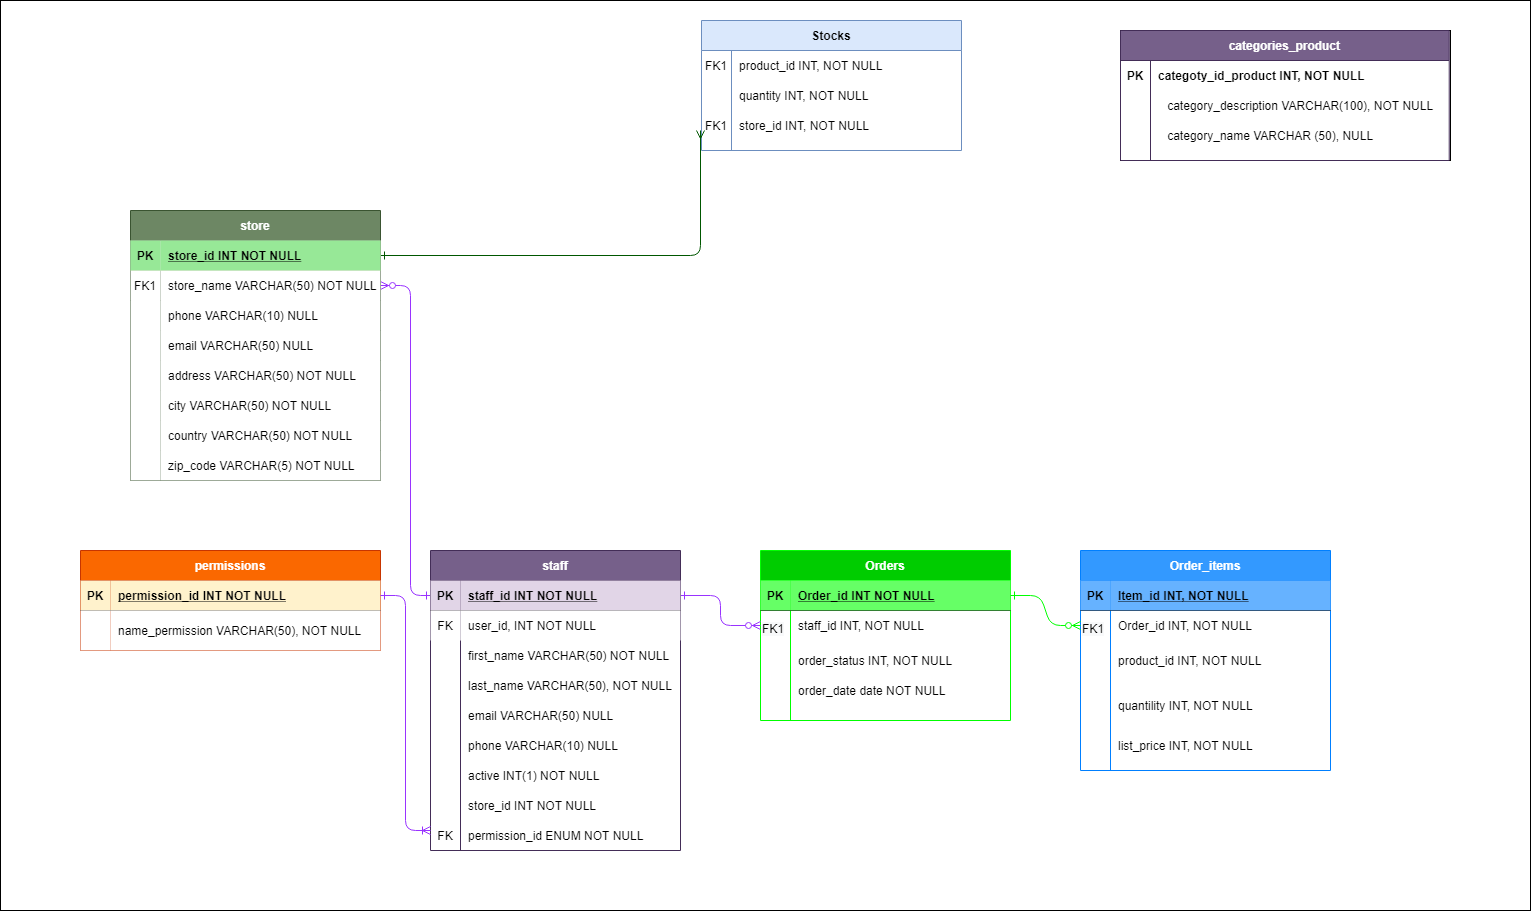 Stocks
FK1 product_id INT, NOT NULL
quantity INT, NOT NULL
FK1 store_id INT, NOT NULL
categories_product
PK categoty_id_product INT, NOT NULL
category_description VARCHAR(100), NOT NULL
category_name VARCHAR (50), NULL
store
PK store_id INT NOT NULL
FK1 store_name VARCHAR(50) NOT NULL
phone VARCHAR(10) NULL
email VARCHAR(50) NULL
address VARCHAR(50) NOT NULL
city VARCHAR(50) NOT NULL
country VARCHAR(50) NOT NULL
zip_code VARCHAR(5) NOT NULL
permissions
PK permission_id INT NOT NULL
name_permission VARCHAR(50), NOT NULL
staff
PK staff_id INT NOT NULL
FK user_id, INT NOT NULL
first_name VARCHAR(50) NOT NULL
last_name VARCHAR(50), NOT NULL
email VARCHAR(50) NULL
phone VARCHAR(10) NULL
active INT(1) NOT NULL
store_id INT NOT NULL
FK permission_id ENUM NOT NULL
Orders
PK Order_id INT NOT NULL
FK1 staff_id INT, NOT NULL
order_status INT, NOT NULL
order_date date NOT NULL
Order_items
PK Item_id INT, NOT NULL
FK1 Order_id INT, NOT NULL
product_id INT, NOT NULL
quantility INT, NOT NULL
list_price INT, NOT NULL